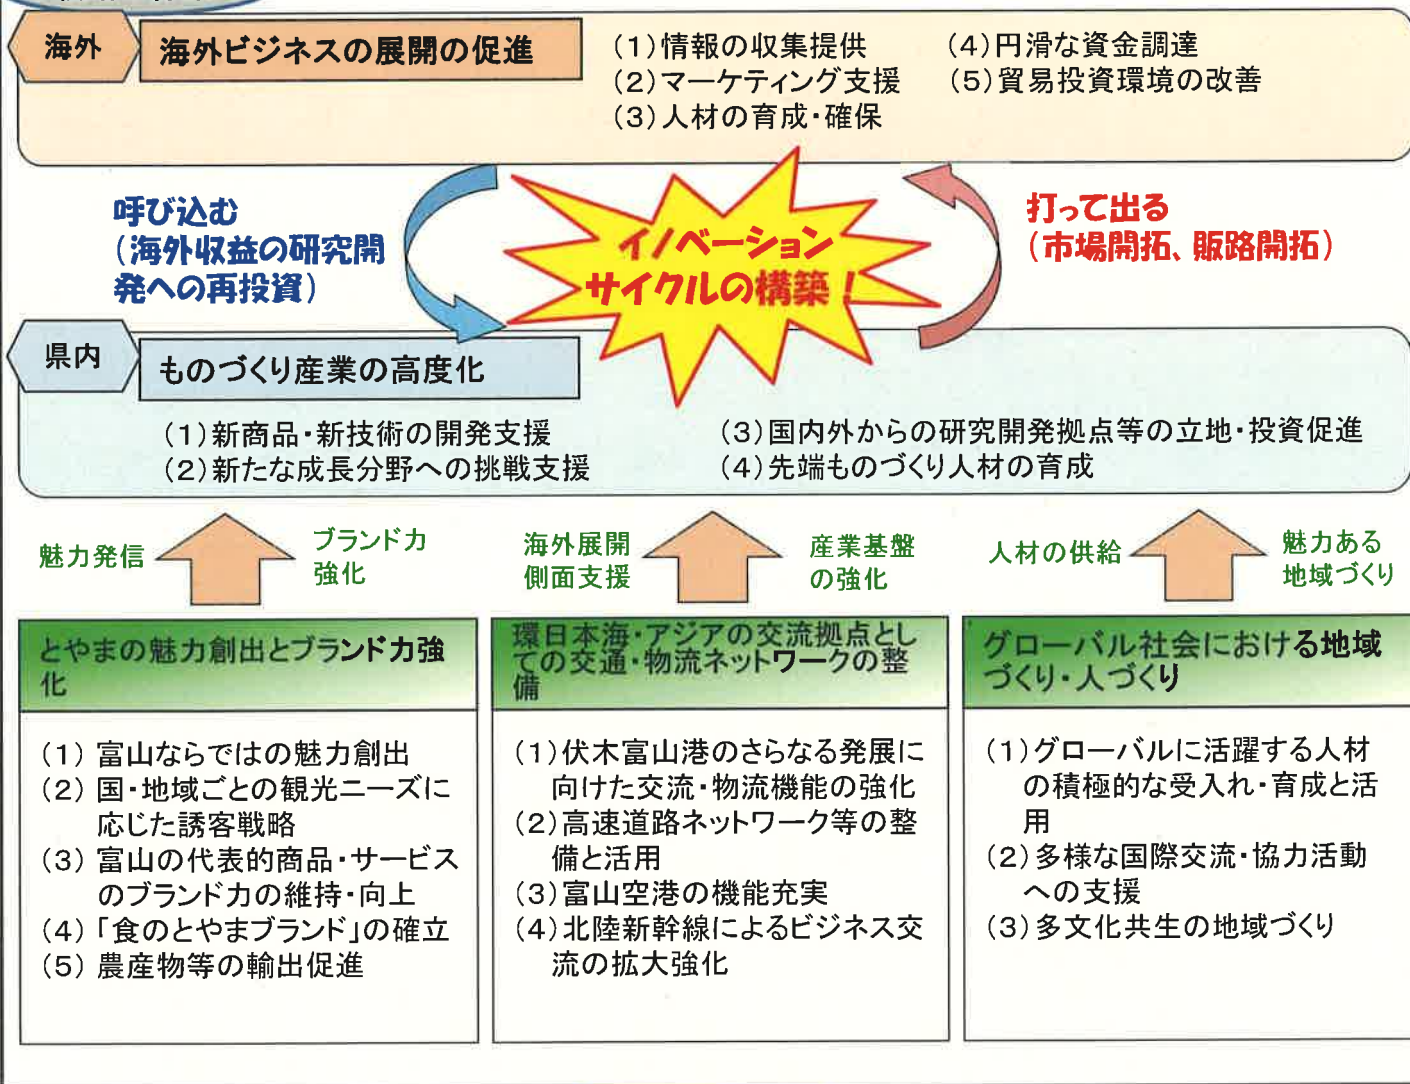 海外
海外ビジネスの展開の促進
(1)情報の収集提供
(2)マーケティング支援
(3)人材の育成・確保
(4)円滑な資金調達
(5)貿易投資環境の改善
呼び込む
(海外収益の研究開
発への再投資)
イノベーション
サイクルの構築!
打って出る
(市場開拓、販路開拓)
県内
ものづくり産業の高度化
(1)新商品・新技術の開発支援
(2)新たな成長分野への挑戦支援
(3)国内外からの研究開発拠点等の立地・投資促進
(4)先端ものづくり人材の育成
魅力発信
ブランド力
強化
海外展開
側面支援
産業基盤
の強化
人材の供給
魅力ある
地域づくり
とやまの魅力創出とブランド力強
化
(1) 富山ならではの魅力創出
(2) 国・地域ごとの観光ニーズに
応じた誘客戦略
(3) 富山の代表的商品・サービス
のブランド力の維持・向上
(4) 「食のとやまブランド」の確立
(5) 農産物等の輸出促進
環日本海・アジアの交流拠点とし
ての交通・物流ネットワークの整
備
(1)伏木富山港のさらなる発展に
向けた交流・物流機能の強化
(2)高速道路ネットワーク等の整
備と活用
(3)富山空港の機能充実
(4)北陸新幹線によるビジネス交
流の拡大強化
グローバル社会における地域
づくり・人づくり
(1)グローバルに活躍する人材
の積極的な受入れ・育成と活
用
(2)多様な国際交流・協力活動
への支援
(3)多文化共生の地域づくり